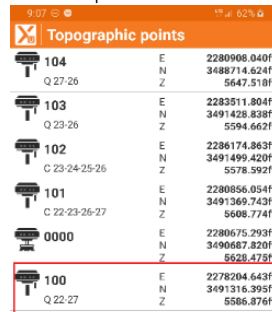 9:07 62%
Topographic points
104 E 2280908.040f
N 3488714.624f
Q 27-26 Z 5647.518f
103 E 2283511.804f
N 3491428.838f
Q 23-26 Z 5594.662f
102 E 2286174.863f
N 3491499.420f
C 23-24-25-26 Z 5578.592f
101 E 2280856.054f
N 3491369.743f
C 22-23-26-27 Z 5608.774f
0000 E 2280675.293f
N 3490687.820f
Z 5628.475f
100 E 2278204.643f
N 3491316.395f
Q 22-27 Z 5586.876f